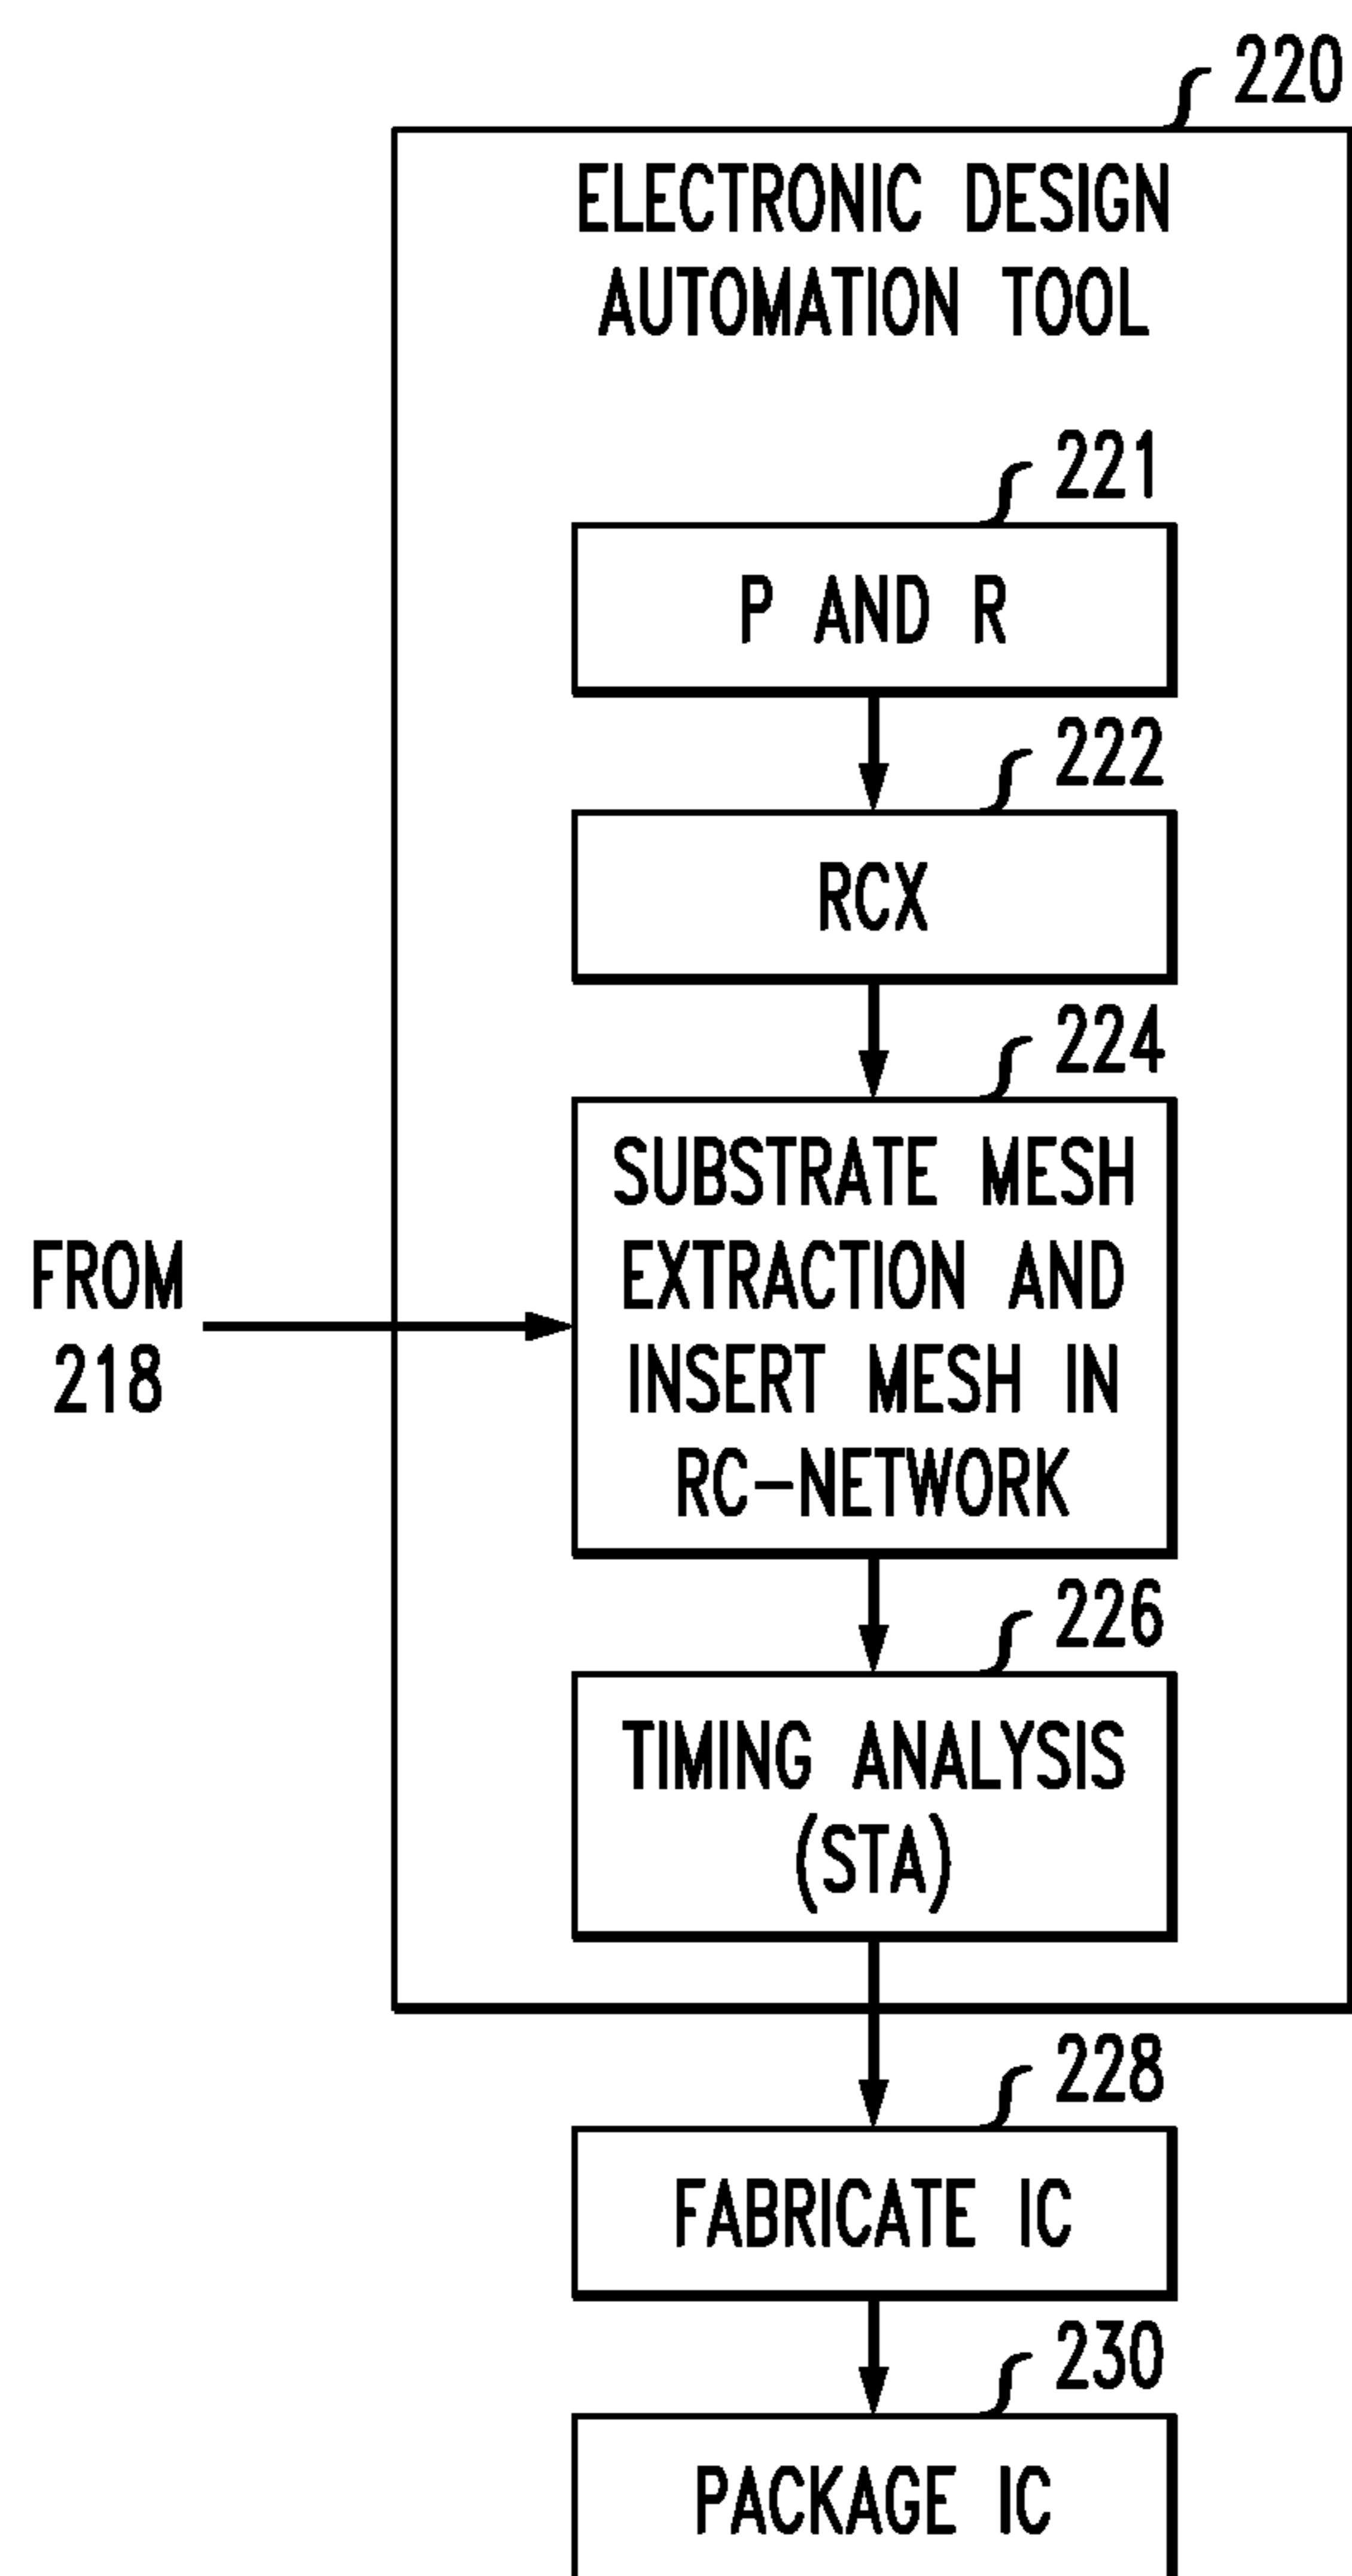 220
ELECTRONIC DESIGN
AUTOMATION TOOL
221
P AND R
222
RCX
224
SUBSTRATE MESH
EXTRACTION AND
INSERT MESH IN
RC-NETWORK
FROM
218
226
TIMING ANALYSIS
(STA)
228
FABRICATE IC
230
PACKAGE IC